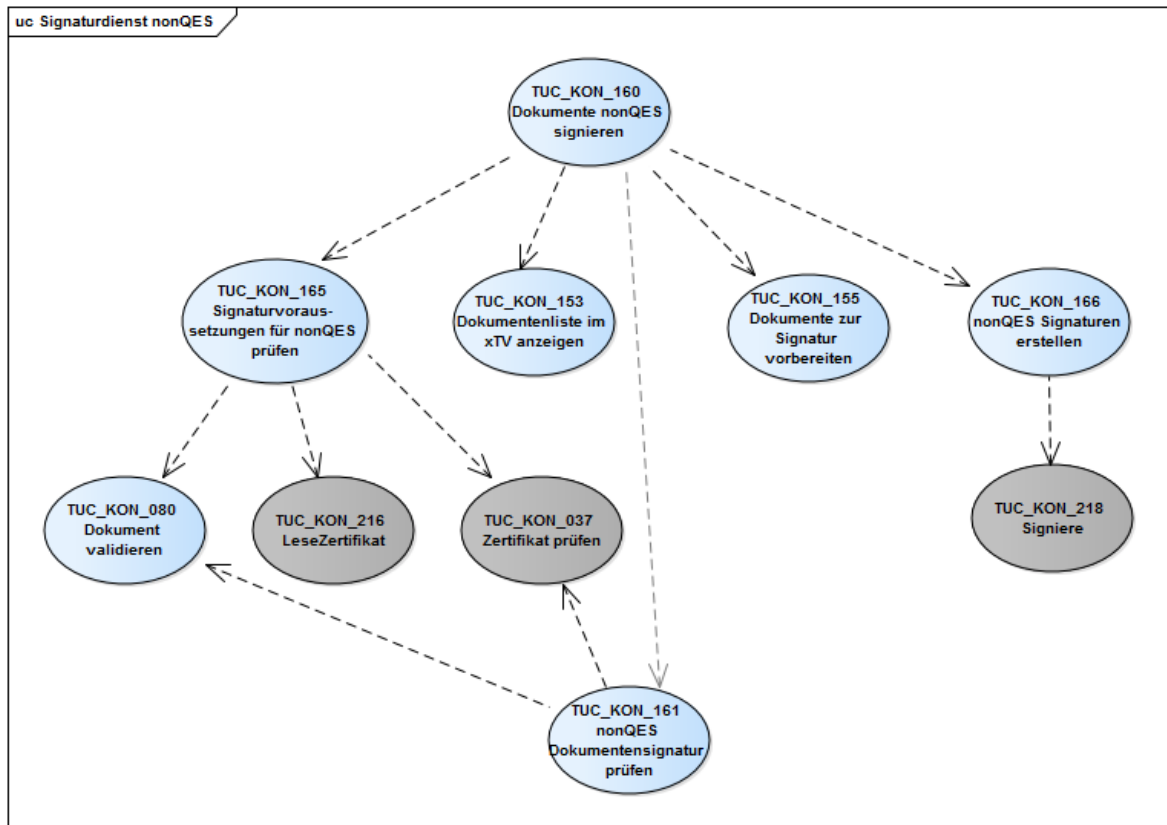 uc Signaturdienst nonQES
TUC_KON_160
Dokumente nonQES
signieren
TUC_KON_165
Signaturvoraus-
setzungen für nonQES
prüfen
TUC_KON_153
Dokumentenliste im
xTV anzeigen
TUC_KON_155
Dokumente zur
Signatur
vorbereiten
TUC_KON_166
nonQES Signaturen
erstellen
TUC_KON_080
Dokument
validieren
TUC_KON_216
LeseZertifikat
TUC_KON_037
Zertifikat prüfen
TUC_KON_218
Signiere
TUC_KON_161
nonQES
Dokumentensignatur
prüfen